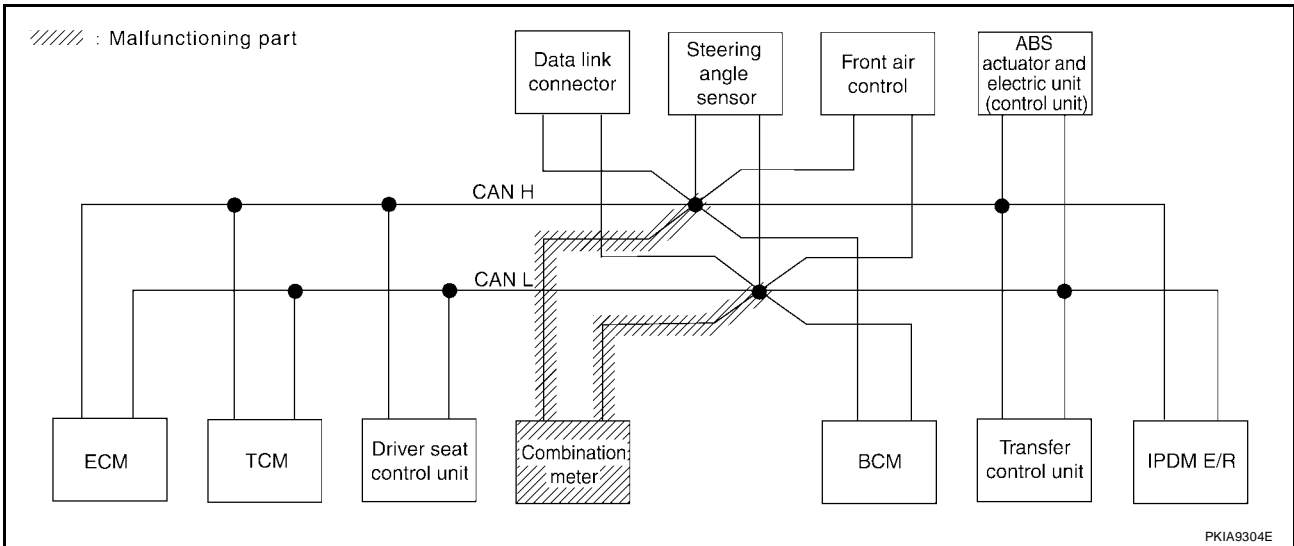 : Malfunctioning part
Data link
connector
Steering
angle
sensor
Front air
control
ABS
actuator and
electric unit
(control unit)
CAN H
CAN L
ECM
TCM
Driver seat
control unit
Combination
meter
BCM
Transfer
control unit
IPDM E/R
PKIA9304E